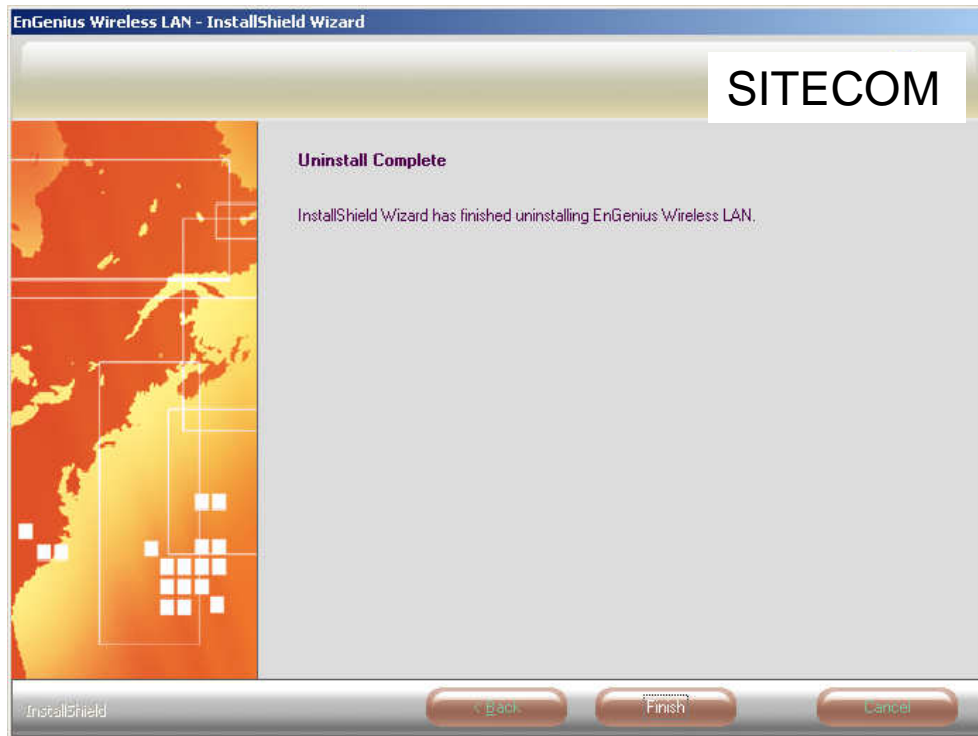 EnGenius Wireless LAN - InstallShield Wizard
SITECOM
Uninstall Complete
InstallShield Wizard has finished uninstalling EnGenius Wireless LAN.
InstallShield
< Back
Finish
Cancel